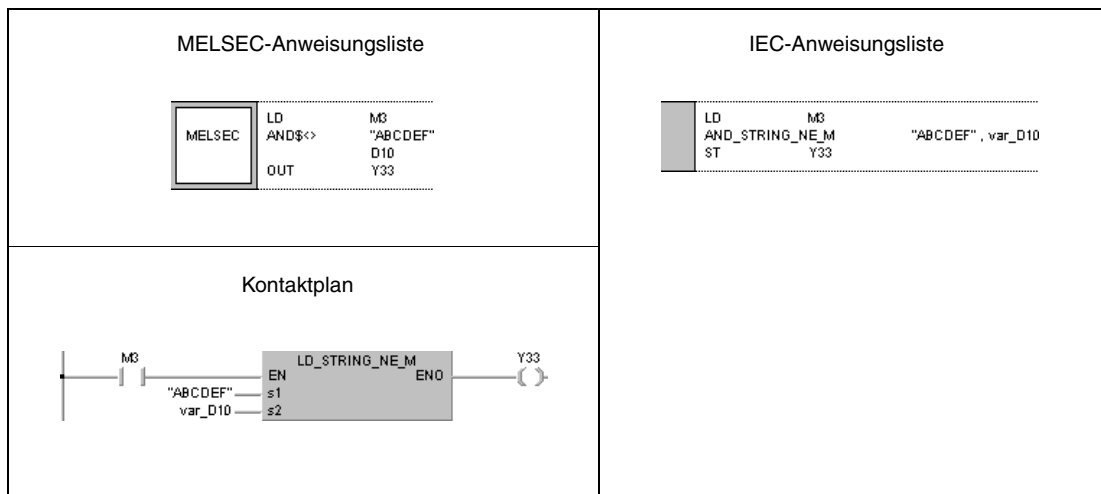 MELSEC-Anweisungsliste
MELSEC
LD M3
AND$<> "ABCDEF"
D10
OUT Y33
IEC-Anweisungsliste
LD M3
AND_STRING_NE_M "ABCDEF" , var_D10
ST Y33
Kontaktplan
M3
LD_STRING_NE_M
Y33
EN ENO
"ABCDEF" s1
var_D10 s2